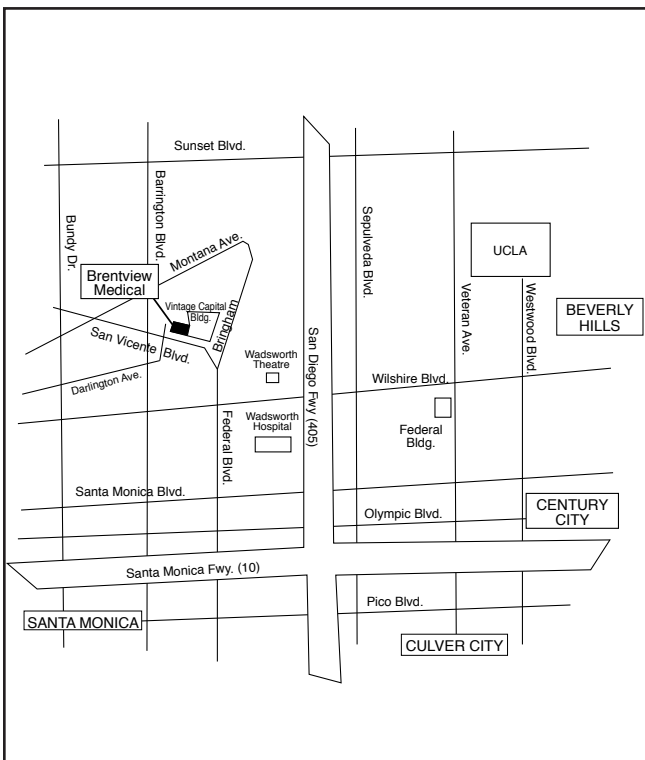 Sunset Blvd.
Bundy Dr.
Barrington Blvd.
Montana Ave.
Brentview
Medical
Vintage Capital
Bldg.
Bringham
San Vicente Blvd.
Darlington Ave.
Wadsworth
Theatre
Wadsworth
Hospital
Federal Blvd.
San Diego Fwy (405)
Sepulveda Blvd.
Veteran Ave.
UCLA
Westwood Blvd.
BEVERLY
HILLS
Wilshire Blvd.
Federal
Bldg.
Santa Monica Blvd.
Olympic Blvd.
CENTURY
CITY
Santa Monica Fwy. (10)
Pico Blvd.
SANTA MONICA
CULVER CITY